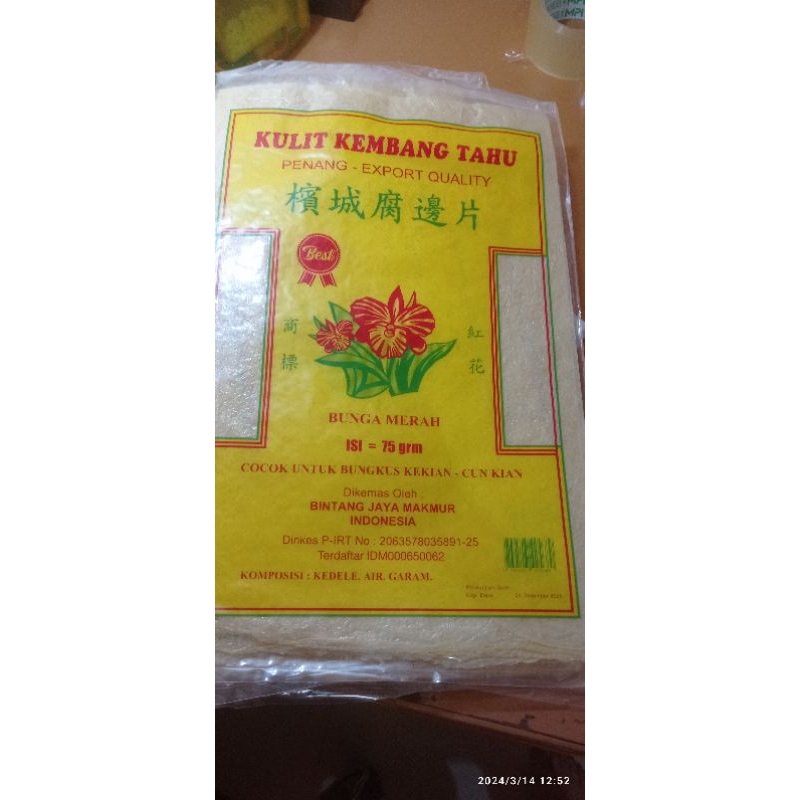 KULIT KEMBANG TAHU
PENANG - EXPORT QUALITY
檳城腐邊片
Best
商標
紅花
BUNGA MERAH
ISI = 75 grm
COCOK UNTUK BUNGKUS KEKIAN - CUN KIAN
Dikemas Oleh :
BINTANG JAYA MAKMUR
INDONESIA
Dinkes P-IRT No : 2063578035891-25
Terdaftar IDM000650062
KOMPOSISI : KEDELE, AIR, GARAM.
2024/3/14 12:52